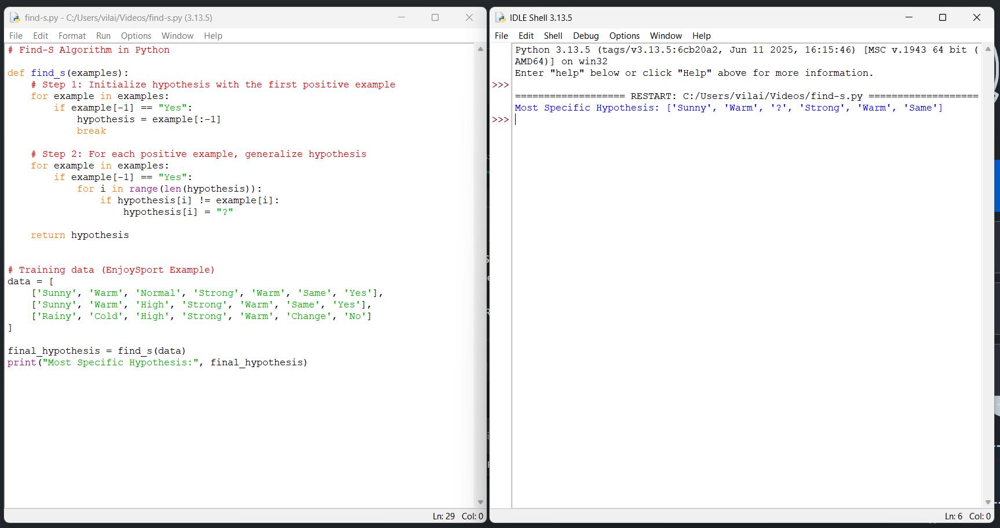 find-s.py - C:/Users/vilai/Videos/find-s.py (3.13.5)
File Edit Format Run Options Window Help
# Find-S Algorithm in Python

def find_s(examples):
    # Step 1: Initialize hypothesis with the first positive example
    for example in examples:
        if example[-1] == "Yes":
            hypothesis = example[:-1]
            break

    # Step 2: For each positive example, generalize hypothesis
    for example in examples:
        if example[-1] == "Yes":
            for i in range(len(hypothesis)):
                if hypothesis[i] != example[i]:
                    hypothesis[i] = "?"

    return hypothesis


# Training data (EnjoySport Example)
data = [
    ['Sunny', 'Warm', 'Normal', 'Strong', 'Warm', 'Same', 'Yes'],
    ['Sunny', 'Warm', 'High', 'Strong', 'Warm', 'Same', 'Yes'],
    ['Rainy', 'Cold', 'High', 'Strong', 'Warm', 'Change', 'No']
]

final_hypothesis = find_s(data)
print("Most Specific Hypothesis:", final_hypothesis)
Ln: 29 Col: 0
IDLE Shell 3.13.5
File Edit Shell Debug Options Window Help
Python 3.13.5 (tags/v3.13.5:6cb20a2, Jun 11 2025, 16:15:46) [MSC v.1943 64 bit (
AMD64)] on win32
Enter "help" below or click "Help" above for more information.
>>>
=================== RESTART: C:/Users/vilai/Videos/find-s.py ===================
Most Specific Hypothesis: ['Sunny', 'Warm', '?', 'Strong', 'Warm', 'Same']
>>>
Ln: 6 Col: 0